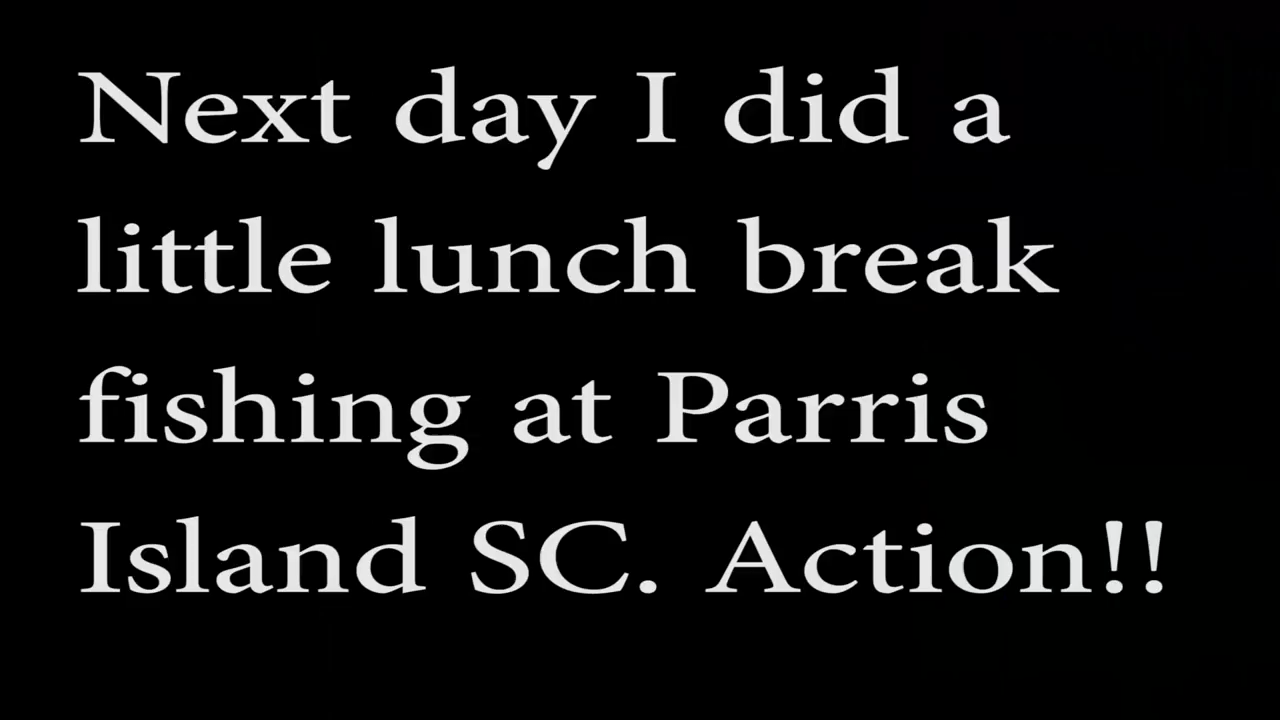 Next day I did a
little lunch break
fishing at Parris
Island SC. Action!!